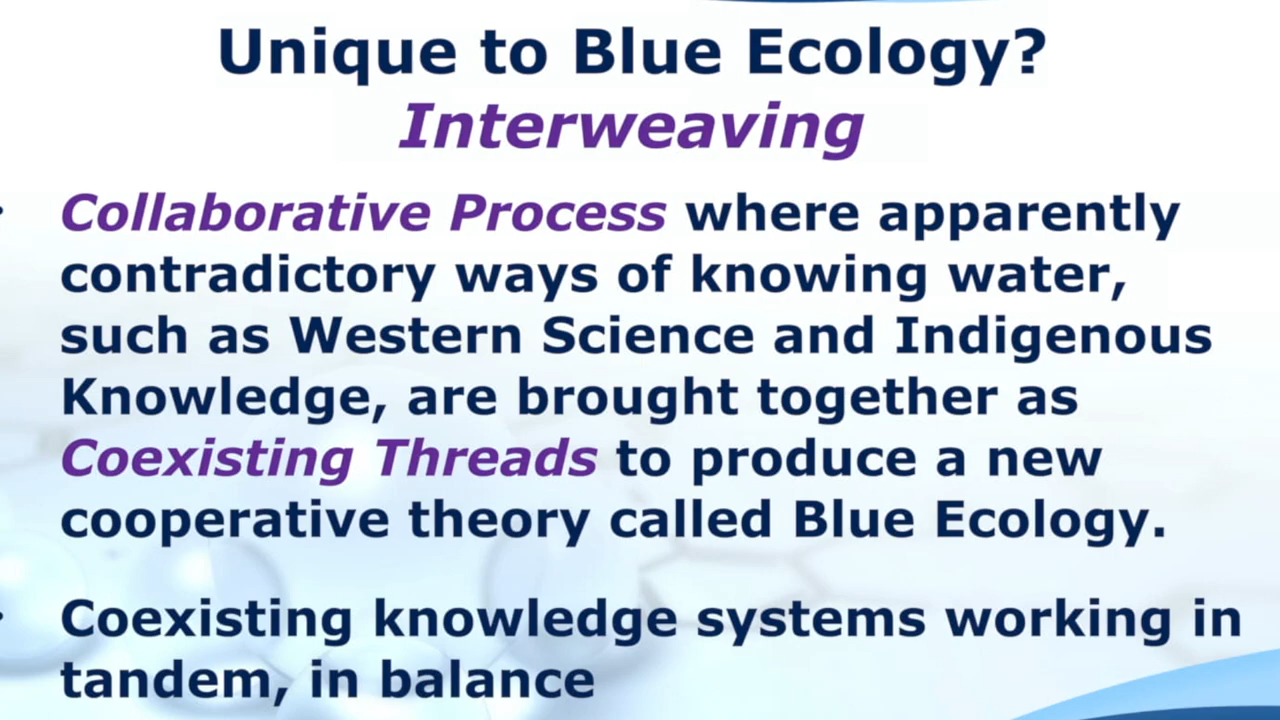 Unique to Blue Ecology?
Interweaving
• Collaborative Process where apparently
contradictory ways of knowing water,
such as Western Science and Indigenous
Knowledge, are brought together as
Coexisting Threads to produce a new
cooperative theory called Blue Ecology.
• Coexisting knowledge systems working in
tandem, in balance